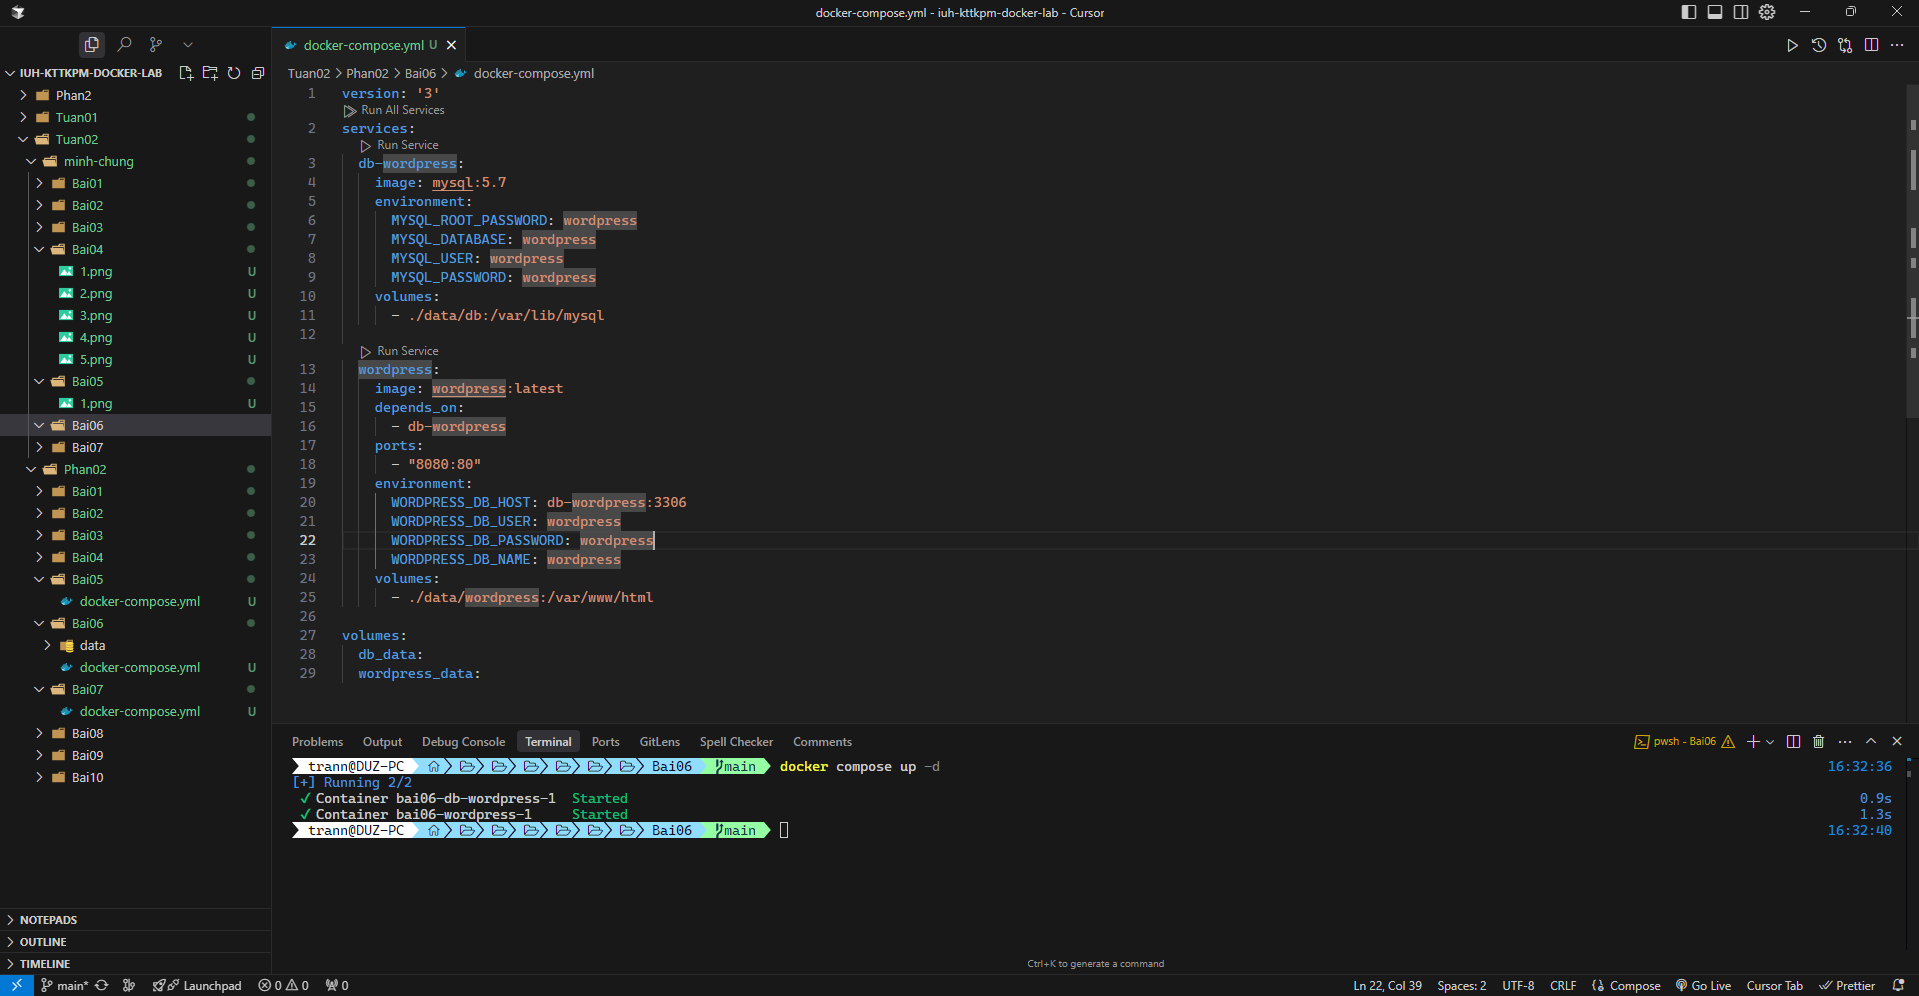 docker-compose.yml - iuh-kttkpm-docker-lab - Cursor
docker-compose.yml U
IUH-KTTKPM-DOCKER-LAB
Phan2
Tuan01
Tuan02
minh-chung
Bai01
Bai02
Bai03
Bai04
1.png U
2.png U
3.png U
4.png U
5.png U
Bai05
1.png U
Bai06
Bai07
Phan02
Bai01
Bai02
Bai03
Bai04
Bai05
docker-compose.yml U
Bai06
data
docker-compose.yml U
Bai07
docker-compose.yml U
Bai08
Bai09
Bai10
NOTEPADS
OUTLINE
TIMELINE
Tuan02 > Phan02 > Bai06 > docker-compose.yml
1 version: '3'
Run All Services
2 services:
Run Service
3 db-wordpress:
4 image: mysql:5.7
5 environment:
6 MYSQL_ROOT_PASSWORD: wordpress
7 MYSQL_DATABASE: wordpress
8 MYSQL_USER: wordpress
9 MYSQL_PASSWORD: wordpress
10 volumes:
11 - ./data/db:/var/lib/mysql
12
Run Service
13 wordpress:
14 image: wordpress:latest
15 depends_on:
16 - db-wordpress
17 ports:
18 - "8080:80"
19 environment:
20 WORDPRESS_DB_HOST: db-wordpress:3306
21 WORDPRESS_DB_USER: wordpress
22 WORDPRESS_DB_PASSWORD: wordpress
23 WORDPRESS_DB_NAME: wordpress
24 volumes:
25 - ./data/wordpress:/var/www/html
26
27 volumes:
28 db_data:
29 wordpress_data:
Problems Output Debug Console Terminal Ports GitLens Spell Checker Comments
pwsh - Bai06
trann@DUZ-PC Bai06 main docker compose up -d 16:32:36
[+] Running 2/2
✓ Container bai06-db-wordpress-1 Started 0.9s
✓ Container bai06-wordpress-1 Started 1.3s
trann@DUZ-PC Bai06 main 16:32:40
Ctrl+K to generate a command
main* Launchpad 0 0 0 Ln 22, Col 39 Spaces: 2 UTF-8 CRLF Compose Go Live Cursor Tab Prettier